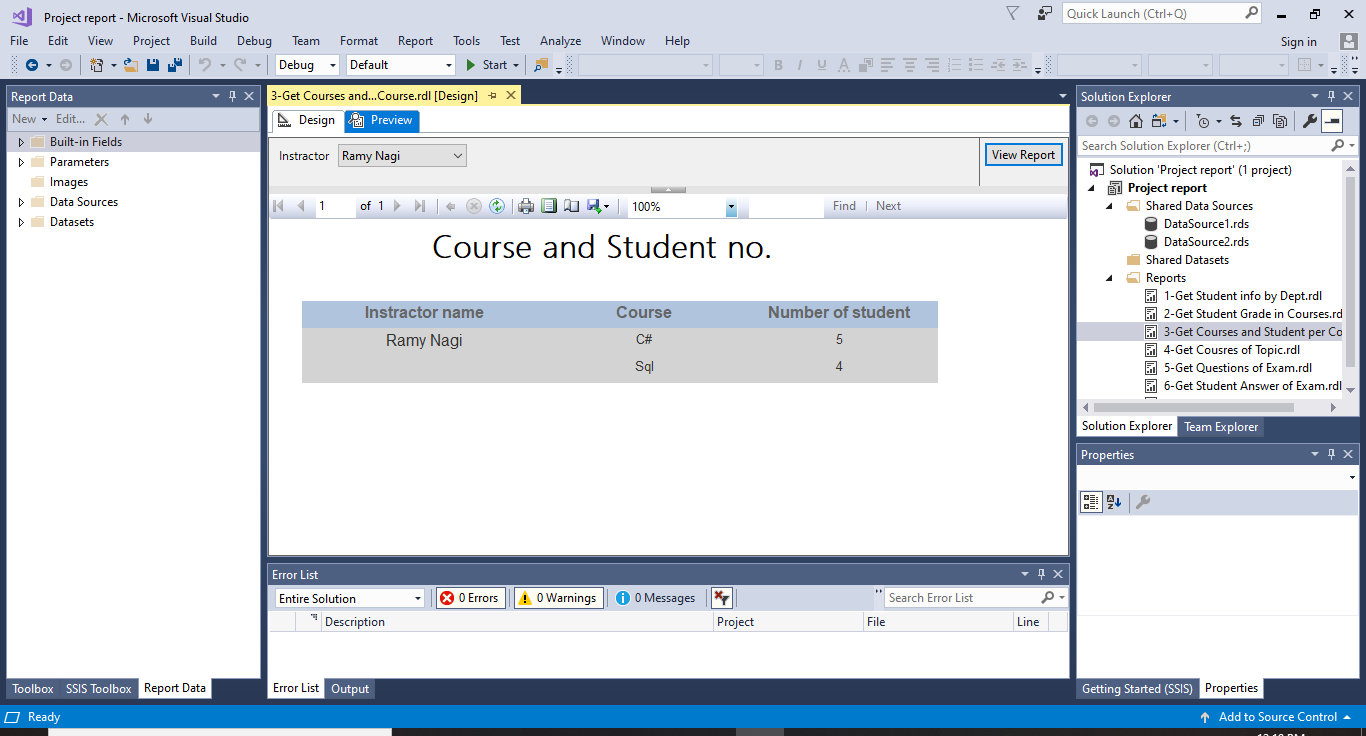 Project report - Microsoft Visual Studio
Quick Launch (Ctrl+Q)
File Edit View Project Build Debug Team Format Report Tools Test Analyze Window Help
Sign in
Debug Default Start
Report Data
New Edit...
Built-in Fields
Parameters
Images
Data Sources
Datasets
Toolbox SSIS Toolbox Report Data
3-Get Courses and...Course.rdl [Design]
Design Preview
Instructor Ramy Nagi View Report
1 of 1 100% Find Next
Course and Student no.
Instractor name Course Number of student
Ramy Nagi C# 5
Sql 4
Error List
Entire Solution 0 Errors 0 Warnings 0 Messages Search Error List
Description Project File Line
Error List Output
Solution Explorer
Search Solution Explorer (Ctrl+;)
Solution 'Project report' (1 project)
Project report
Shared Data Sources
DataSource1.rds
DataSource2.rds
Shared Datasets
Reports
1-Get Student info by Dept.rdl
2-Get Student Grade in Courses.rd
3-Get Courses and Student per Co
4-Get Cousres of Topic.rdl
5-Get Questions of Exam.rdl
6-Get Student Answer of Exam.rdl
Solution Explorer Team Explorer
Properties
Getting Started (SSIS) Properties
Ready Add to Source Control